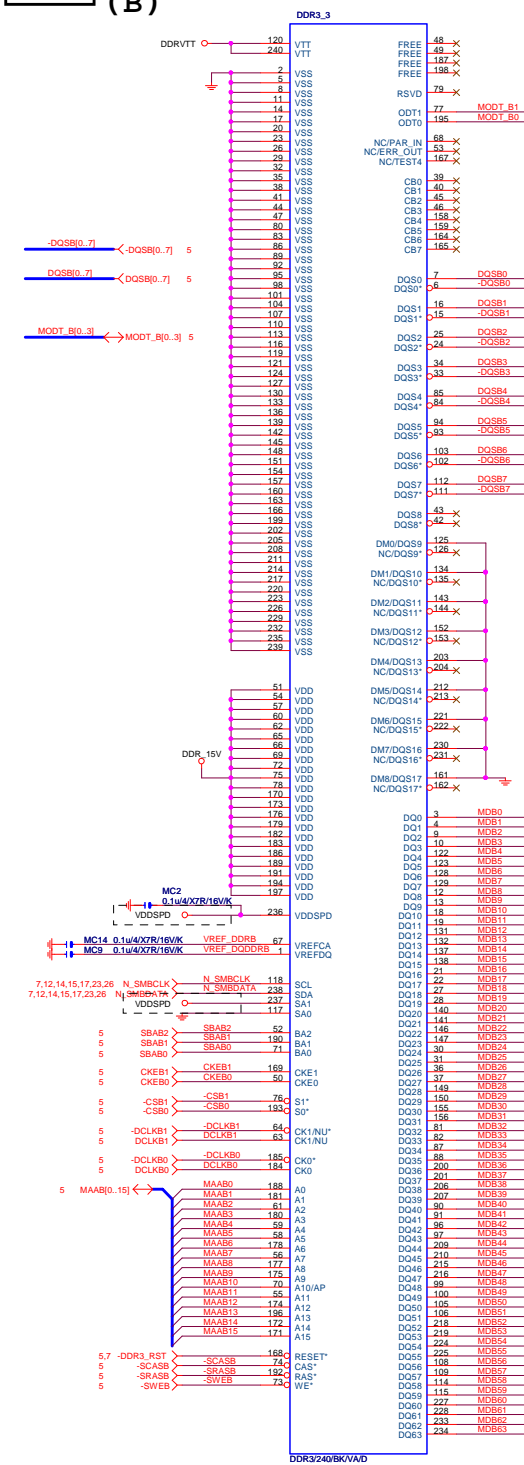 (B)
DDR3_3
DDRVTT 120 VTT
240 VTT
2 VSS
5 VSS
8 VSS
11 VSS
14 VSS
17 VSS
20 VSS
23 VSS
26 VSS
29 VSS
32 VSS
35 VSS
38 VSS
41 VSS
44 VSS
47 VSS
80 VSS
83 VSS
86 VSS
89 VSS
92 VSS
95 VSS
98 VSS
101 VSS
104 VSS
107 VSS
110 VSS
113 VSS
116 VSS
119 VSS
121 VSS
124 VSS
127 VSS
130 VSS
133 VSS
136 VSS
139 VSS
142 VSS
145 VSS
148 VSS
151 VSS
154 VSS
157 VSS
160 VSS
163 VSS
166 VSS
199 VSS
202 VSS
205 VSS
208 VSS
211 VSS
214 VSS
217 VSS
220 VSS
223 VSS
226 VSS
229 VSS
232 VSS
235 VSS
239 VSS
-DQSB[0..7] -DQSB[0..7] 5
DQSB[0..7] DQSB[0..7] 5
MODT_B[0..3] MODT_B[0..3] 5
51 VDD
54 VDD
57 VDD
60 VDD
62 VDD
65 VDD
66 VDD
DDR_15V
69 VDD
72 VDD
75 VDD
78 VDD
170 VDD
173 VDD
176 VDD
179 VDD
182 VDD
183 VDD
186 VDD
189 VDD
191 VDD
194 VDD
197 VDD
MC2
0.1u/4/X7R/16V/K
VDDSPD 236 VDDSPD
MC14 0.1u/4/X7R/16V/K VREF_DDRB 67 VREFCA
MC9 0.1u/4/X7R/16V/K VREF_DQDDRB 1 VREFDQ
7,12,14,15,17,23,26 N_SMBCLK N_SMBCLK 118 SCL
7,12,14,15,17,23,26 N_SMBDATA N_SMBDATA 238 SDA
VDDSPD 237 SA1
117 SA0
5 SBAB2 SBAB2 52 BA2
5 SBAB1 SBAB1 190 BA1
5 SBAB0 SBAB0 71 BA0
5 CKEB1 CKEB1 169 CKE1
5 CKEB0 CKEB0 50 CKE0
5 -CSB1 -CSB1 76 S1*
5 -CSB0 -CSB0 193 S0*
5 -DCLKB1 -DCLKB1 64 CK1/NU*
5 DCLKB1 DCLKB1 63 CK1/NU
5 -DCLKB0 -DCLKB0 185 CK0*
5 DCLKB0 DCLKB0 184 CK0
5 MAAB[0..15]
MAAB0 188 A0
MAAB1 181 A1
MAAB2 61 A2
MAAB3 180 A3
MAAB4 59 A4
MAAB5 58 A5
MAAB6 178 A6
MAAB7 56 A7
MAAB8 177 A8
MAAB9 175 A9
MAAB10 70 A10/AP
MAAB11 55 A11
MAAB12 174 A12
MAAB13 196 A13
MAAB14 172 A14
MAAB15 171 A15
5,7 -DDR3_RST 168 RESET*
5 -SCASB -SCASB 74 CAS*
5 -SRASB -SRASB 192 RAS*
5 -SWEB -SWEB 73 WE*
FREE 48
FREE 49
FREE 187
FREE 198
RSVD 79
ODT1 77 MODT_B1
ODT0 195 MODT_B0
NC/PAR_IN 68
NC/ERR_OUT 53
NC/TEST4 167
CB0 39
CB1 40
CB2 45
CB3 46
CB4 158
CB5 159
CB6 164
CB7 165
DQS0 7 DQSB0
DQS0* 6 -DQSB0
DQS1 16 DQSB1
DQS1* 15 -DQSB1
DQS2 25 DQSB2
DQS2* 24 -DQSB2
DQS3 34 DQSB3
DQS3* 33 -DQSB3
DQS4 85 DQSB4
DQS4* 84 -DQSB4
DQS5 94 DQSB5
DQS5* 93 -DQSB5
DQS6 103 DQSB6
DQS6* 102 -DQSB6
DQS7 112 DQSB7
DQS7* 111 -DQSB7
DQS8 43
DQS8* 42
DM0/DQS9 125
NC/DQS9* 126
DM1/DQS10 134
NC/DQS10* 135
DM2/DQS11 143
NC/DQS11* 144
DM3/DQS12 152
NC/DQS12* 153
DM4/DQS13 203
NC/DQS13* 204
DM5/DQS14 212
NC/DQS14* 213
DM6/DQS15 221
NC/DQS15* 222
DM7/DQS16 230
NC/DQS16* 231
DM8/DQS17 161
NC/DQS17* 162
DQ0 3 MDB0
DQ1 4 MDB1
DQ2 9 MDB2
DQ3 10 MDB3
DQ4 122 MDB4
DQ5 123 MDB5
DQ6 128 MDB6
DQ7 129 MDB7
DQ8 12 MDB8
DQ9 13 MDB9
DQ10 18 MDB10
DQ11 19 MDB11
DQ12 131 MDB12
DQ13 132 MDB13
DQ14 137 MDB14
DQ15 138 MDB15
DQ16 21 MDB16
DQ17 22 MDB17
DQ18 27 MDB18
DQ19 28 MDB19
DQ20 140 MDB20
DQ21 141 MDB21
DQ22 146 MDB22
DQ23 147 MDB23
DQ24 30 MDB24
DQ25 31 MDB25
DQ26 36 MDB26
DQ27 37 MDB27
DQ28 149 MDB28
DQ29 150 MDB29
DQ30 155 MDB30
DQ31 156 MDB31
DQ32 81 MDB32
DQ33 82 MDB33
DQ34 87 MDB34
DQ35 88 MDB35
DQ36 200 MDB36
DQ37 201 MDB37
DQ38 206 MDB38
DQ39 207 MDB39
DQ40 90 MDB40
DQ41 91 MDB41
DQ42 96 MDB42
DQ43 97 MDB43
DQ44 209 MDB44
DQ45 210 MDB45
DQ46 215 MDB46
DQ47 216 MDB47
DQ48 99 MDB48
DQ49 100 MDB49
DQ50 105 MDB50
DQ51 106 MDB51
DQ52 218 MDB52
DQ53 219 MDB53
DQ54 224 MDB54
DQ55 225 MDB55
DQ56 108 MDB56
DQ57 109 MDB57
DQ58 114 MDB58
DQ59 115 MDB59
DQ60 227 MDB60
DQ61 228 MDB61
DQ62 233 MDB62
DQ63 234 MDB63
DDR3/240/BK/VA/D